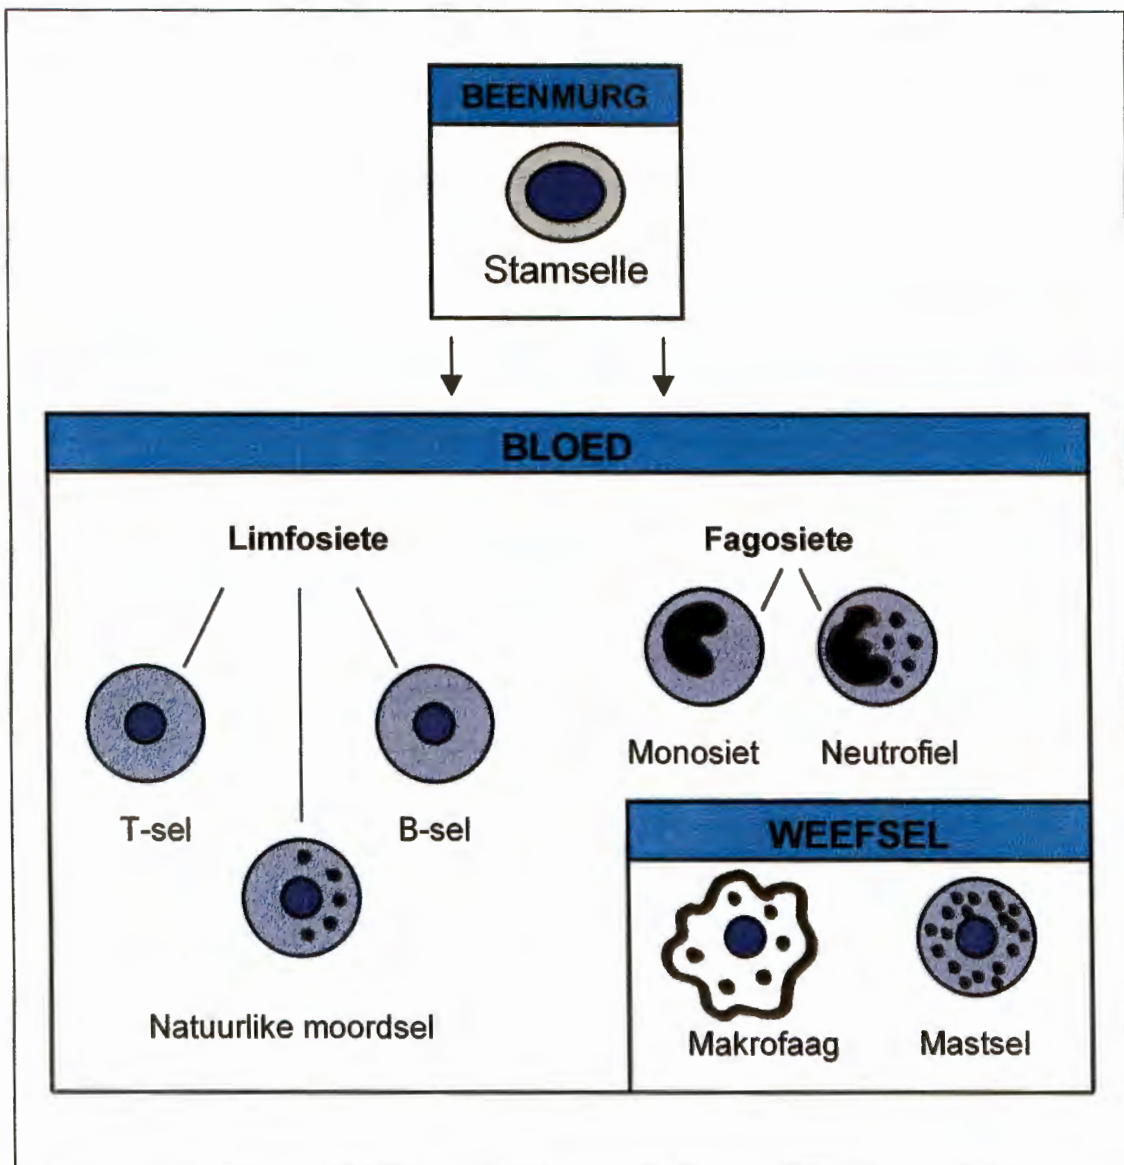 BEENMURG
Stamselle
BLOED
Limfosiete
Fagosiete
T-sel
B-sel
Natuurlike moordsel
Monosiet
Neutrofiel
WEEFSEL
Makrofaag
Mastsel